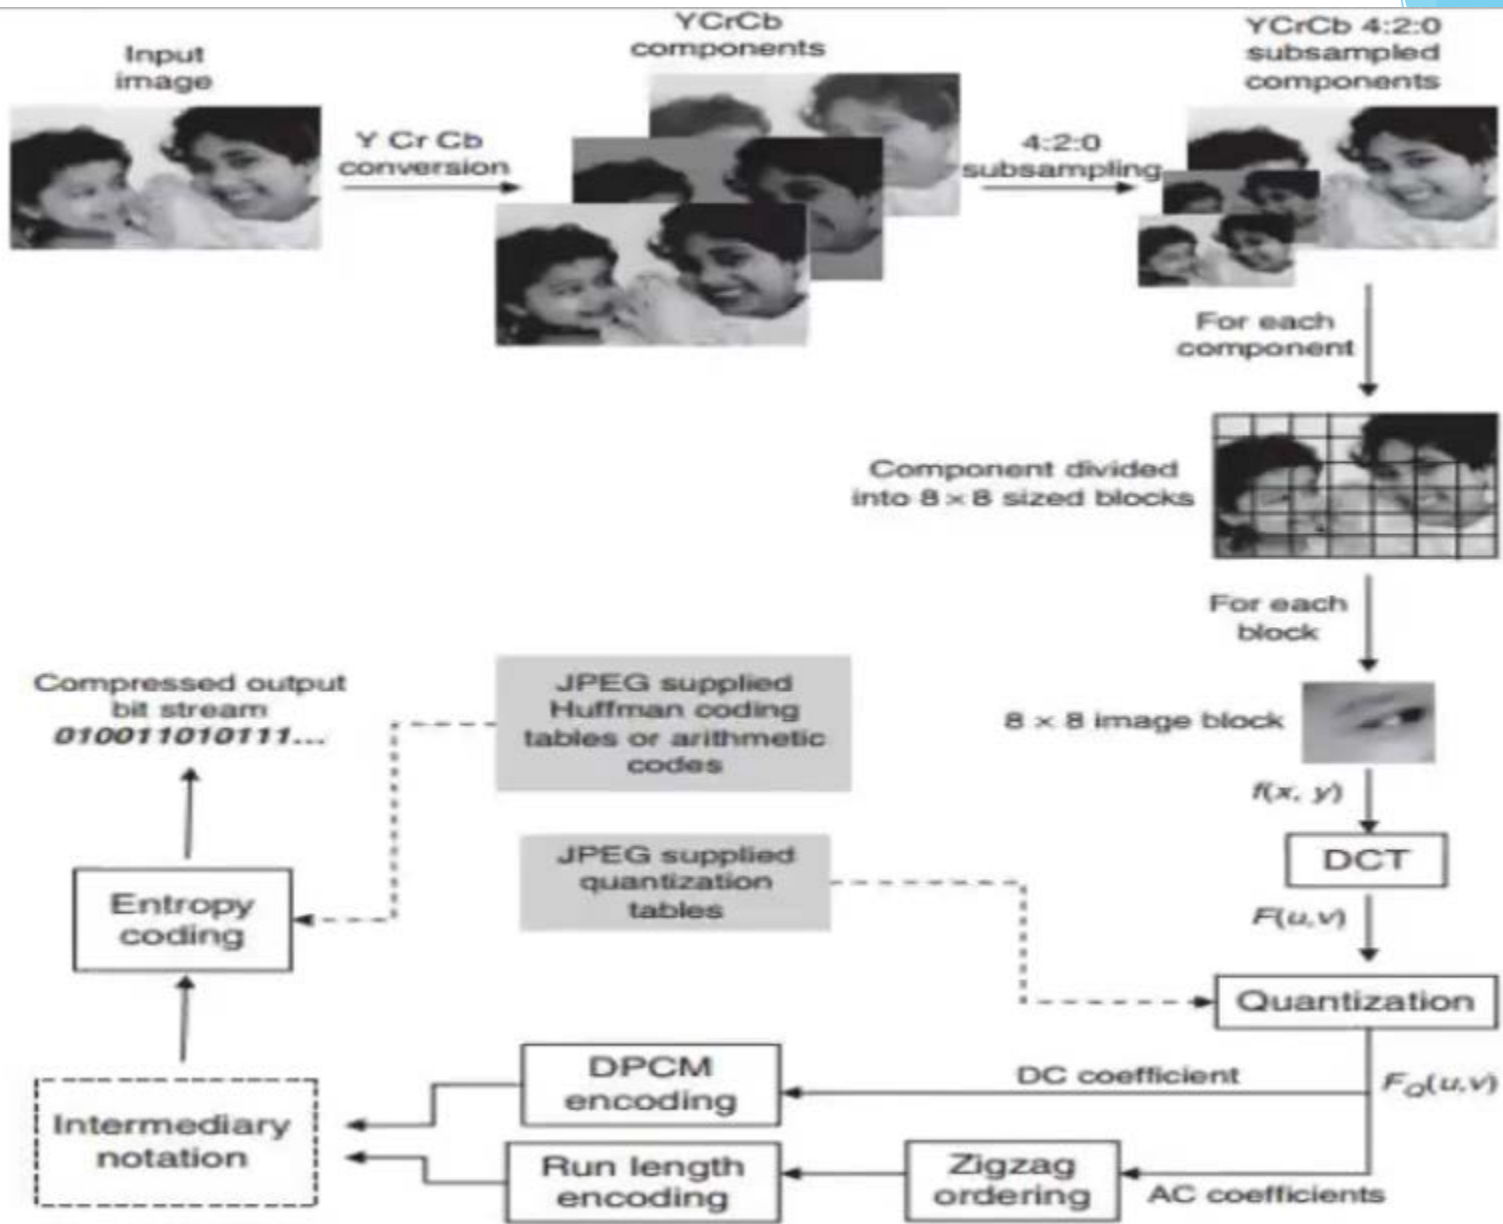 Input
image
Y Cr Cb
conversion
YCrCb
components
4:2:0
subsampling
YCrCb 4:2:0
subsampled
components
For each
component
Component divided
into 8 × 8 sized blocks
For each
block
8 × 8 image block
f(x, y)
DCT
F(u,v)
Quantization
JPEG supplied
quantization
tables
F_Q(u,v)
DC coefficient
DPCM
encoding
AC coefficients
Zigzag
ordering
Run length
encoding
Intermediary
notation
Entropy
coding
JPEG supplied
Huffman coding
tables or arithmetic
codes
Compressed output
bit stream
010011010111...